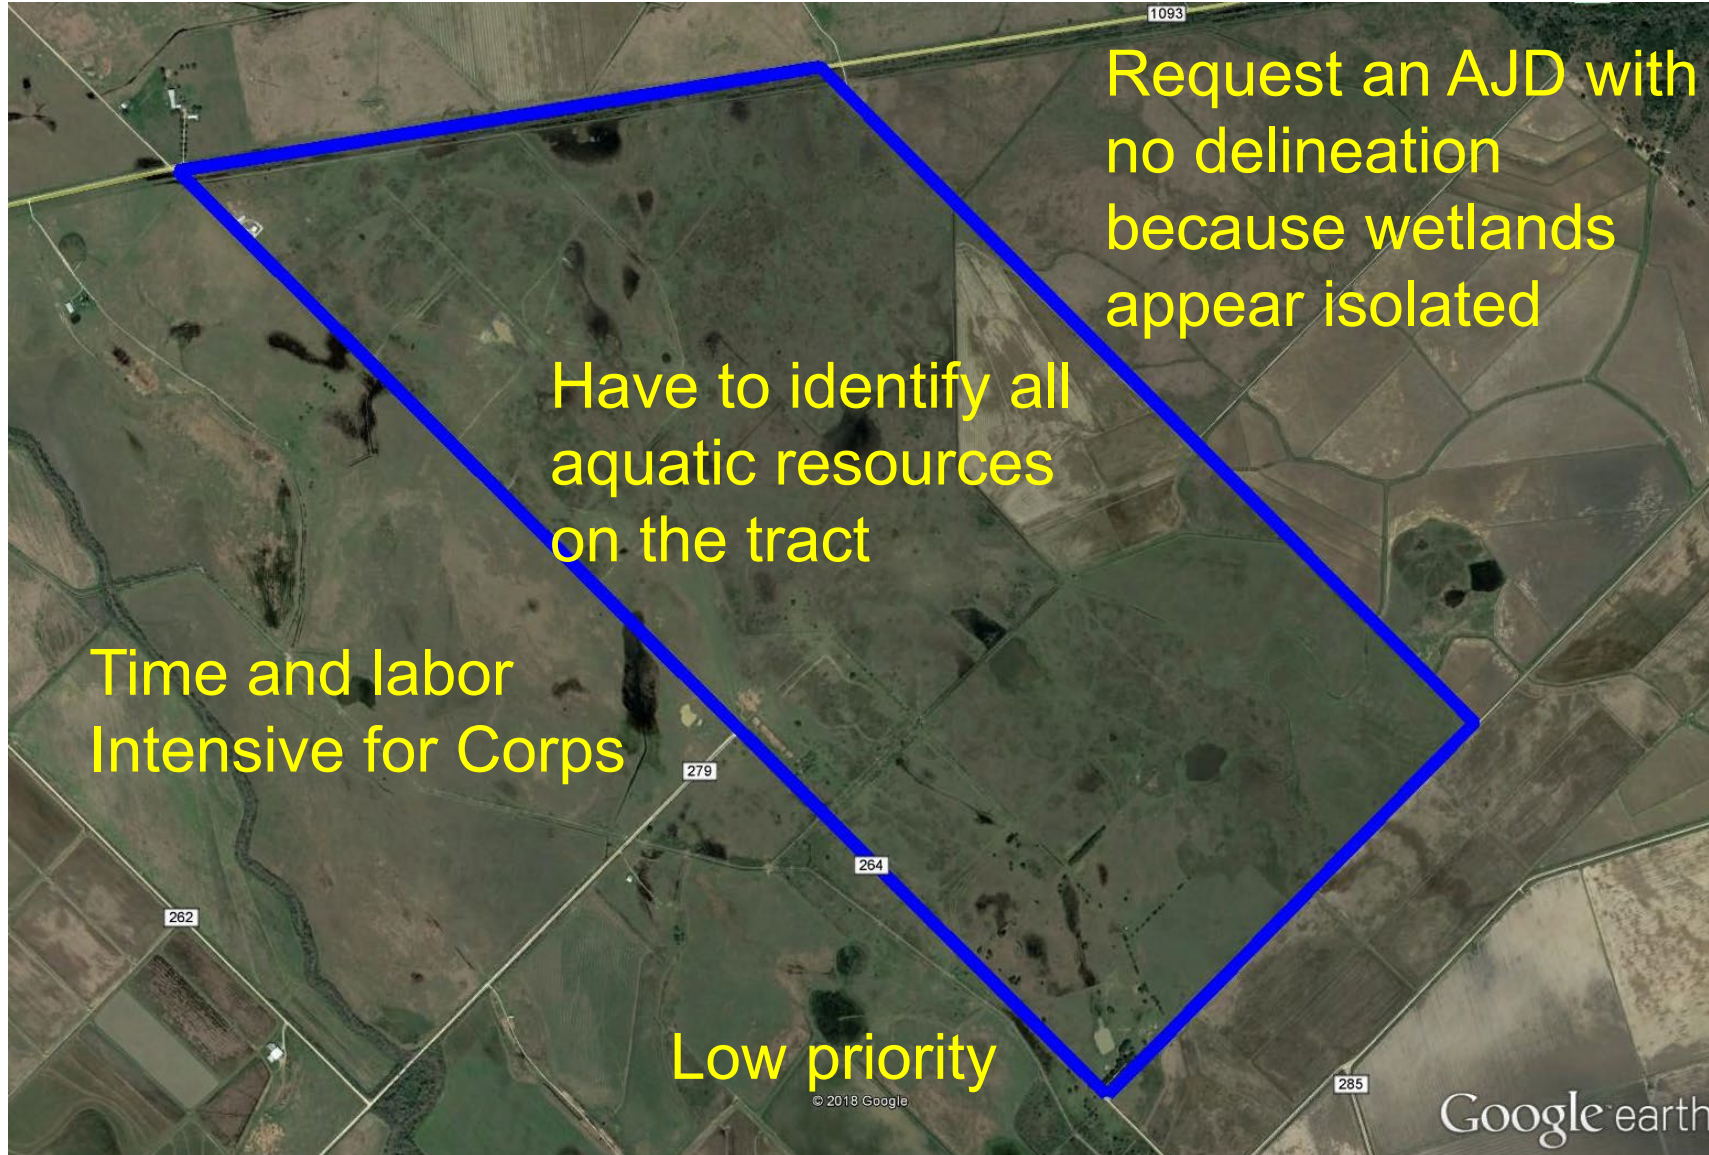 1093
Request an AJD with
no delineation
because wetlands
appear isolated
Have to identify all
aquatic resources
on the tract
Time and labor
Intensive for Corps
279
264
262
Low priority
© 2018 Google
285
Google earth